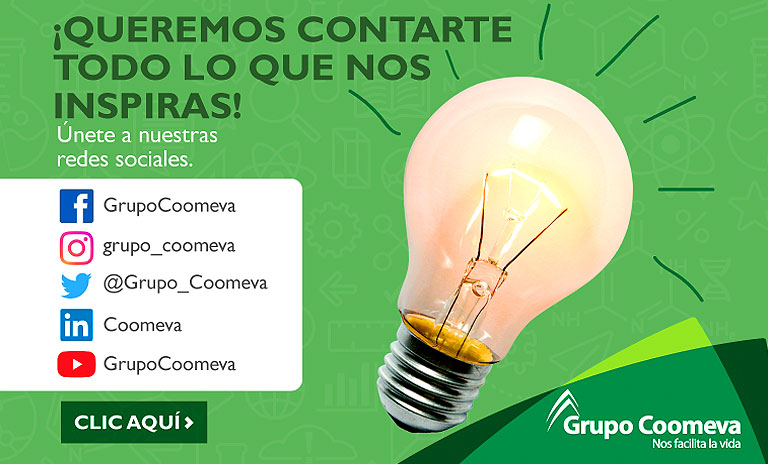 ¡QUEREMOS CONTARTE
TODO LO QUE NOS
INSPIRAS!
Únete a nuestras
redes sociales.
GrupoCoomeva
grupo_coomeva
@Grupo_Coomeva
Coomeva
GrupoCoomeva
CLIC AQUÍ >
Grupo Coomeva
Nos facilita la vida